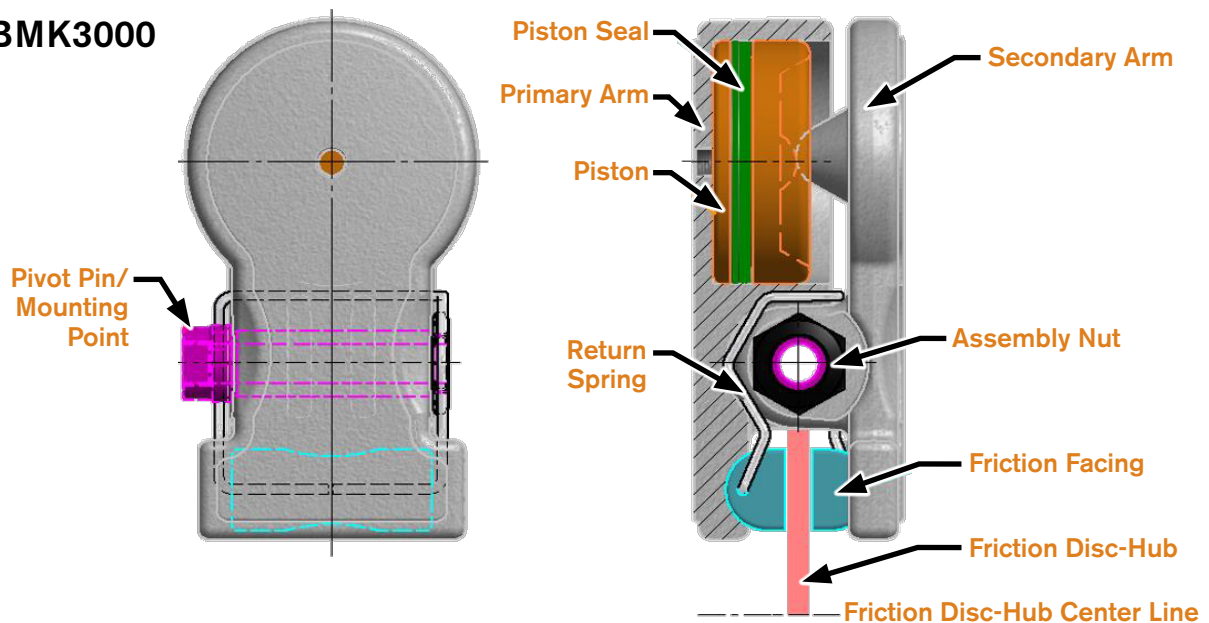 BMK3000
Piston Seal
Primary Arm
Piston
Secondary Arm
Pivot Pin/
Mounting
Point
Return
Spring
Assembly Nut
Friction Facing
Friction Disc-Hub
Friction Disc-Hub Center Line